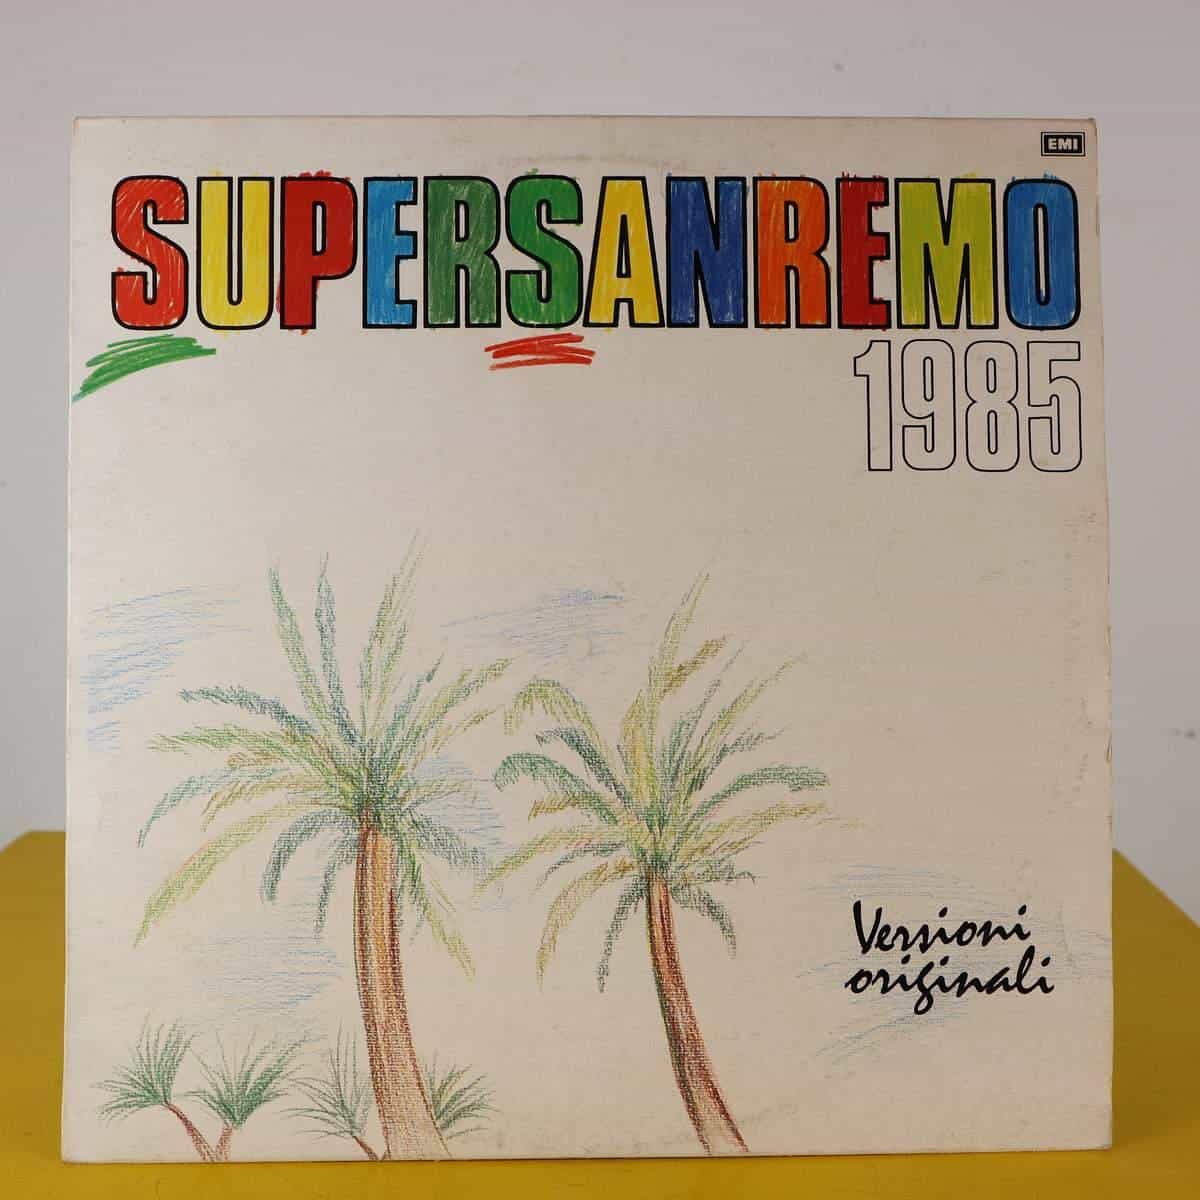 EMI
SUPERSANREMO
1985
Versioni
originali